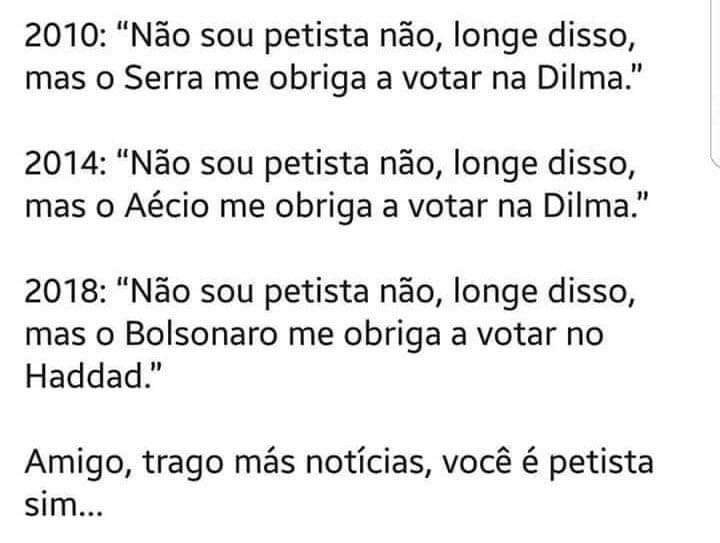 2010: “Não sou petista não, longe disso,
mas o Serra me obriga a votar na Dilma.”
2014: “Não sou petista não, longe disso,
mas o Aécio me obriga a votar na Dilma.”
2018: “Não sou petista não, longe disso,
mas o Bolsonaro me obriga a votar no
Haddad.”
Amigo, trago más notícias, você é petista
sim...